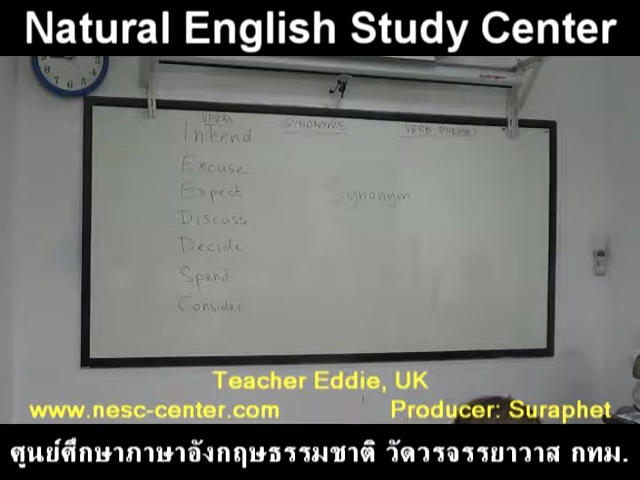 Natural English Study Center
VERBS SYNONYMS VERB PHRASES
Intend
Excuse
Expect Synonym
Discuss
Decide
Spend
Consider
Teacher Eddie, UK
www.nesc-center.com Producer: Suraphet
ศูนย์ศึกษาภาษาอังกฤษธรรมชาติ วัดวรจรรยาวาส กทม.